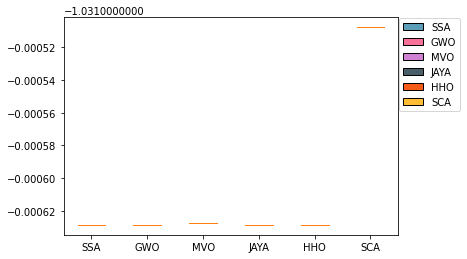 −1.0310000000
−0.00052
−0.00054
−0.00056
−0.00058
−0.00060
−0.00062
SSA GWO MVO JAYA HHO SCA
SSA
GWO
MVO
JAYA
HHO
SCA